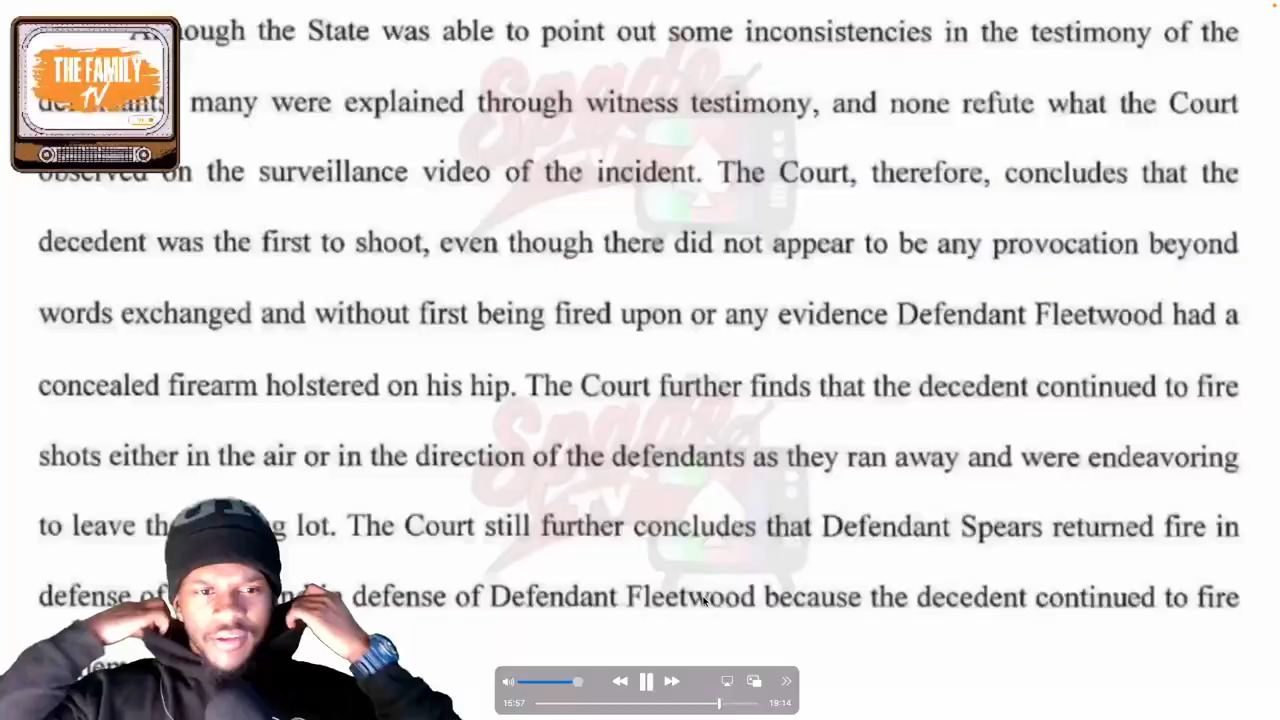 THE FAMILY
TV
though the State was able to point out some inconsistencies in the testimony of the
many were explained through witness testimony, and none refute what the Court
observed on the surveillance video of the incident. The Court, therefore, concludes that the
decedent was the first to shoot, even though there did not appear to be any provocation beyond
words exchanged and without first being fired upon or any evidence Defendant Fleetwood had a
concealed firearm holstered on his hip. The Court further finds that the decedent continued to fire
shots either in the air or in the direction of the defendants as they ran away and were endeavoring
to leave lot. The Court still further concludes that Defendant Spears returned fire in
defense of defense of Defendant Fleetwood because the decedent continued to fire
Spade
TV
Spade
TV
15:57
19:14